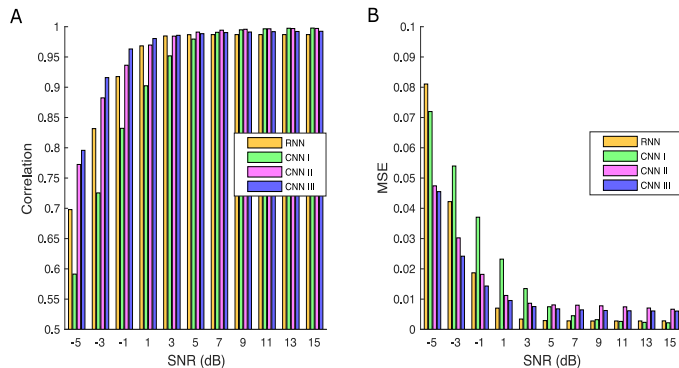 A
Correlation
1
0.95
0.9
0.85
0.8
0.75
0.7
0.65
0.6
0.55
0.5
-5 -3 -1 1 3 5 7 9 11 13 15
SNR (dB)
RNN
CNN I
CNN II
CNN III
B
MSE
0.1
0.09
0.08
0.07
0.06
0.05
0.04
0.03
0.02
0.01
0
-5 -3 -1 1 3 5 7 9 11 13 15
SNR (dB)
RNN
CNN I
CNN II
CNN III